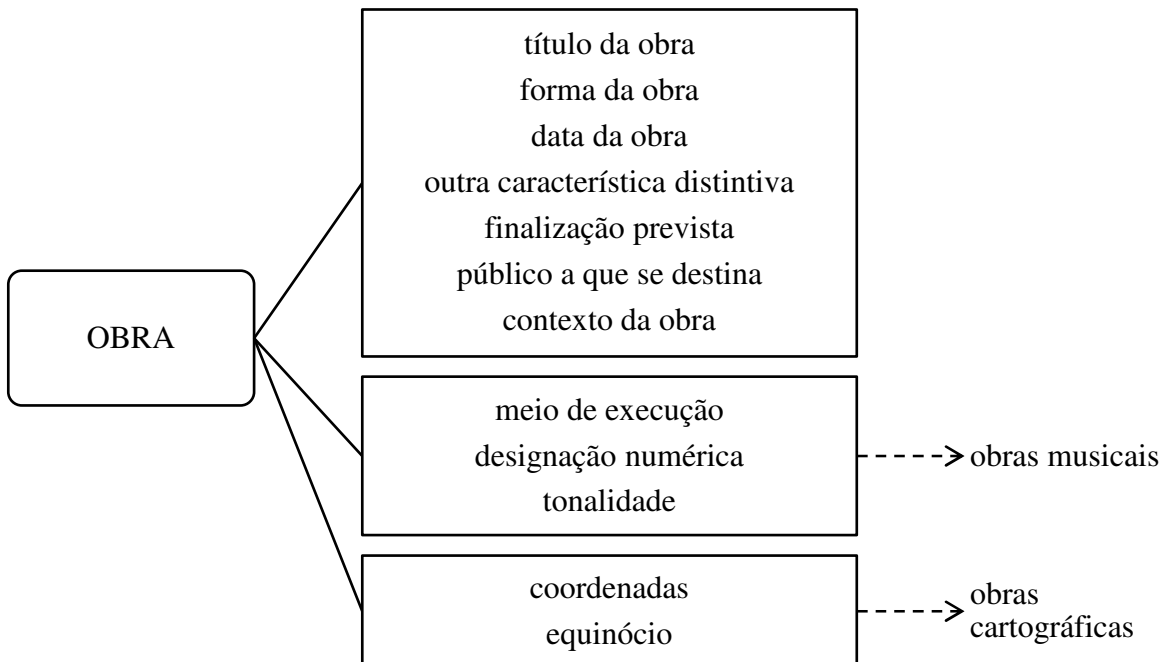 título da obra
forma da obra
data da obra
outra característica distintiva
finalização prevista
público a que se destina
contexto da obra
OBRA
meio de execução
designação numérica
tonalidade
obras musicais
coordenadas
equinócio
obras
cartográficas